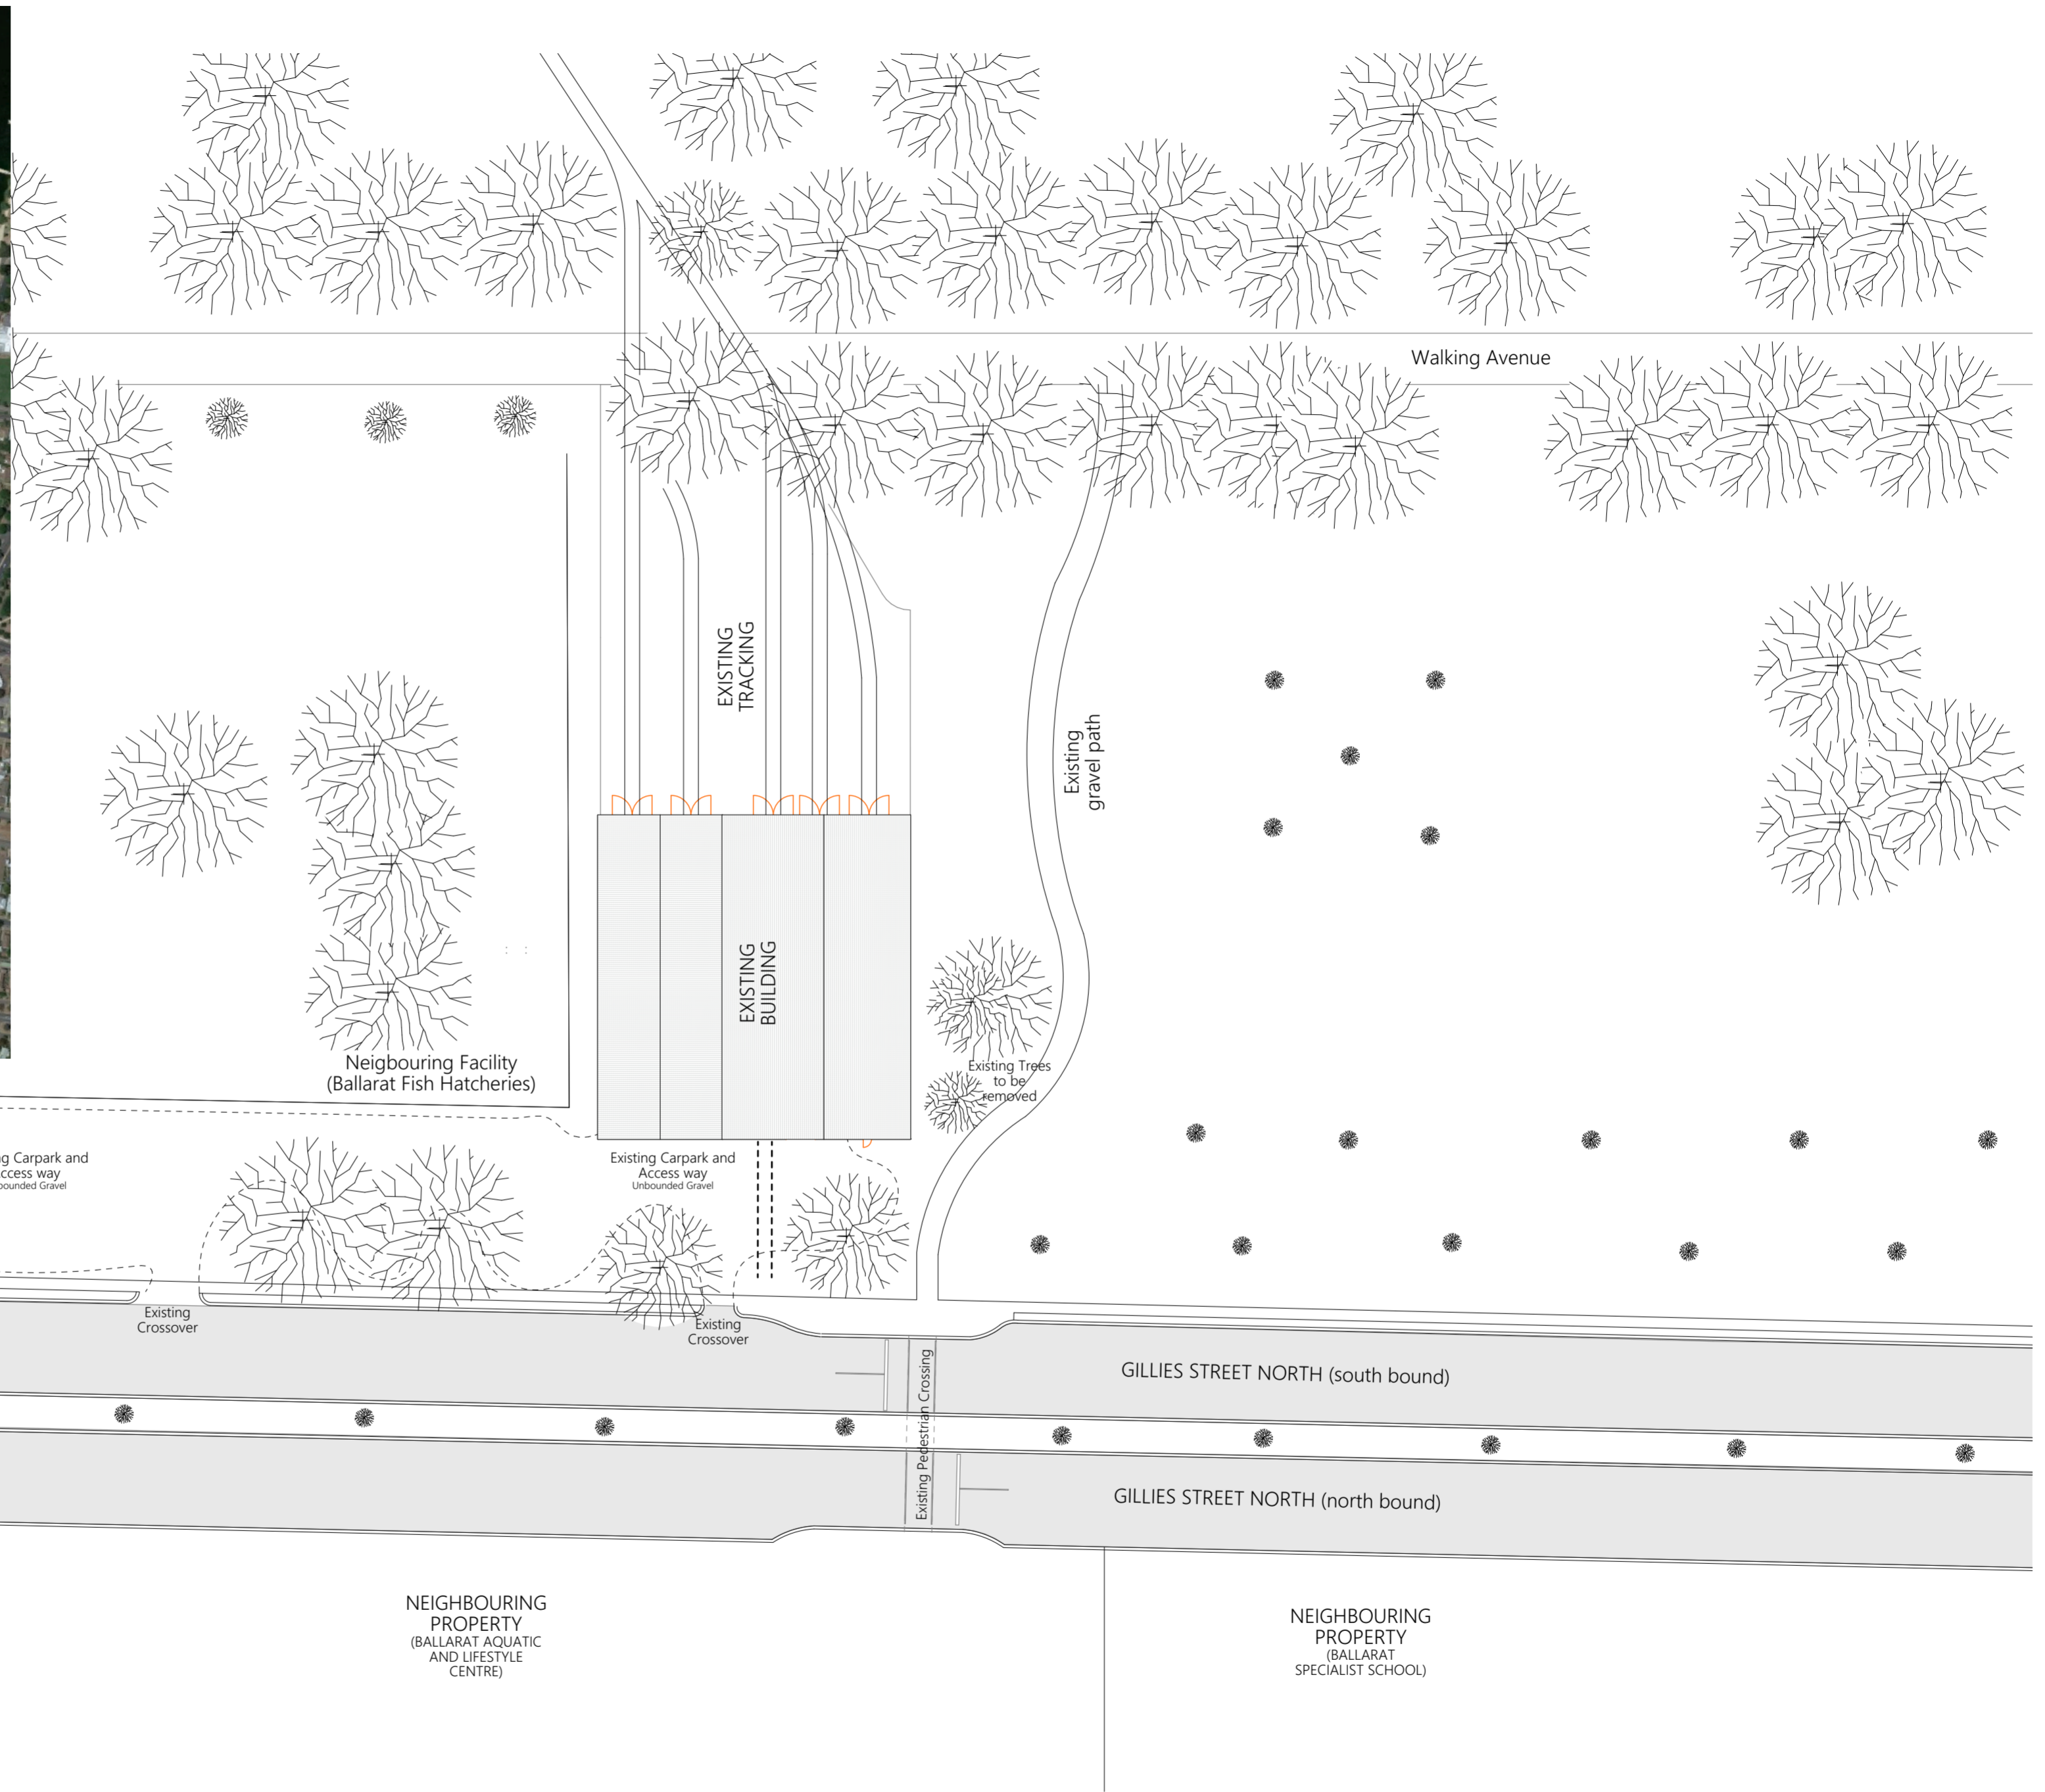 Walking Avenue
EXISTING
TRACKING
Existing
gravel path
EXISTING
BUILDING
Neigbouring Facility
(Ballarat Fish Hatcheries)
Existing Trees
to be
removed
Carpark and
way
Gravel
Existing Carpark and
Access way
Unbounded Gravel
Existing
Crossover
Existing
Crossover
Existing Pedestrian Crossing
GILLIES STREET NORTH (south bound)
GILLIES STREET NORTH (north bound)
NEIGHBOURING
PROPERTY
(BALLARAT AQUATIC
AND LIFESTYLE
CENTRE)
NEIGHBOURING
PROPERTY
(BALLARAT
SPECIALIST SCHOOL)